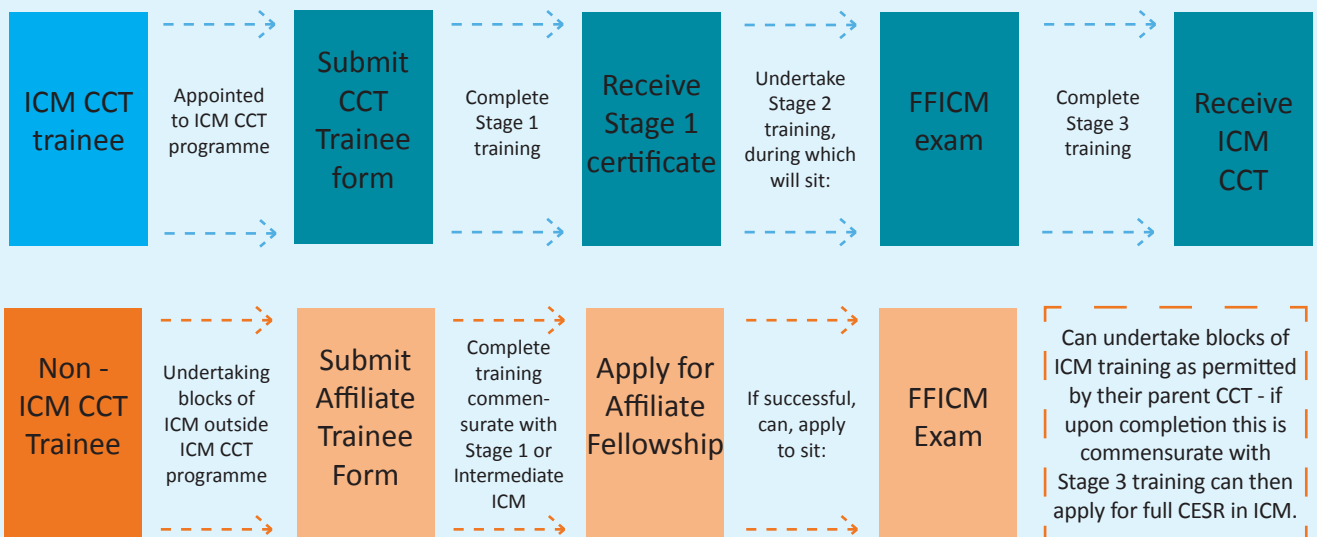 ICM CCT
trainee
Appointed
to ICM CCT
programme
Submit
CCT
Trainee
form
Complete
Stage 1
training
Receive
Stage 1
certificate
Undertake
Stage 2
training,
during which
will sit:
FFICM
exam
Complete
Stage 3
training
Receive
ICM
CCT
Non -
ICM CCT
Trainee
Undertaking
blocks of
ICM outside
ICM CCT
programme
Submit
Affiliate
Trainee
Form
Complete
training
commen-
surate with
Stage 1 or
Intermediate
ICM
Apply for
Affiliate
Fellowship
If successful,
can, apply
to sit:
FFICM
Exam
Can undertake blocks of
ICM training as permitted
by their parent CCT - if
upon completion this is
commensurate with
Stage 3 training can then
apply for full CESR in ICM.